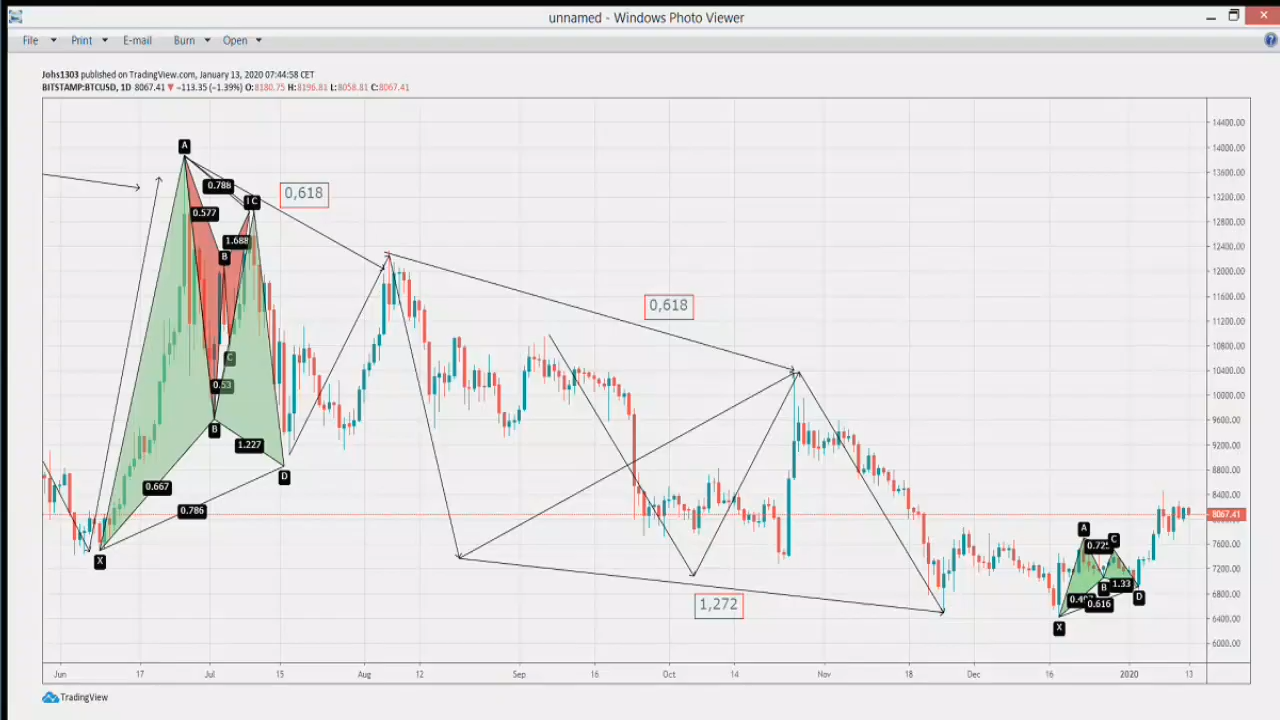 unnamed - Windows Photo Viewer
File Print E-mail Burn Open
Johs1303 published on TradingView.com, January 13, 2020 07:44:58 CET
BITSTAMP:BTCUSD, 1D 8067.41 ▼ −113.35 (−1.39%) O:8180.75 H:8196.81 L:8058.81 C:8067.41
14400.00
A
14000.00
0.788
0,618
13600.00
C
0.577
13200.00
1.688
12800.00
B
12400.00
12000.00
0,618
11600.00
11200.00
C
10800.00
0.53
10400.00
10000.00
B
9600.00
1.227
9200.00
D
8800.00
0.667
8400.00
0.786
8067.41
A
C
0.72
7600.00
X
7200.00
B
1.33
D
0.616
1,272
6800.00
X
6400.00
6000.00
Jun 17 Jul 15 Aug 12 Sep 16 Oct 14 Nov 18 Dec 16 2020 13
TradingView